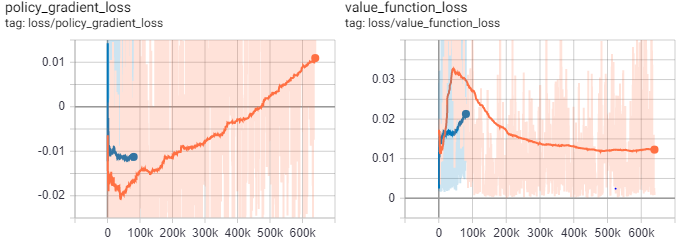 policy_gradient_loss
tag: loss/policy_gradient_loss
0.01
0
-0.01
-0.02
0 100k 200k 300k 400k 500k 600k
value_function_loss
tag: loss/value_function_loss
0.03
0.02
0.01
0
0 100k 200k 300k 400k 500k 600k